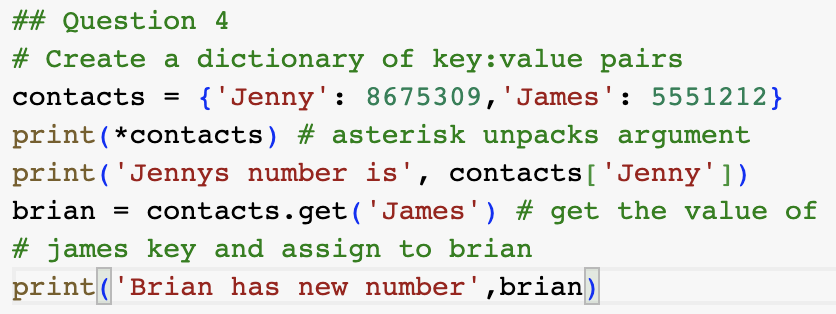 ## Question 4
# Create a dictionary of key:value pairs
contacts = {'Jenny': 8675309,'James': 5551212}
print(*contacts) # asterisk unpacks argument
print('Jennys number is', contacts['Jenny'])
brian = contacts.get('James') # get the value of
# james key and assign to brian
print('Brian has new number',brian)